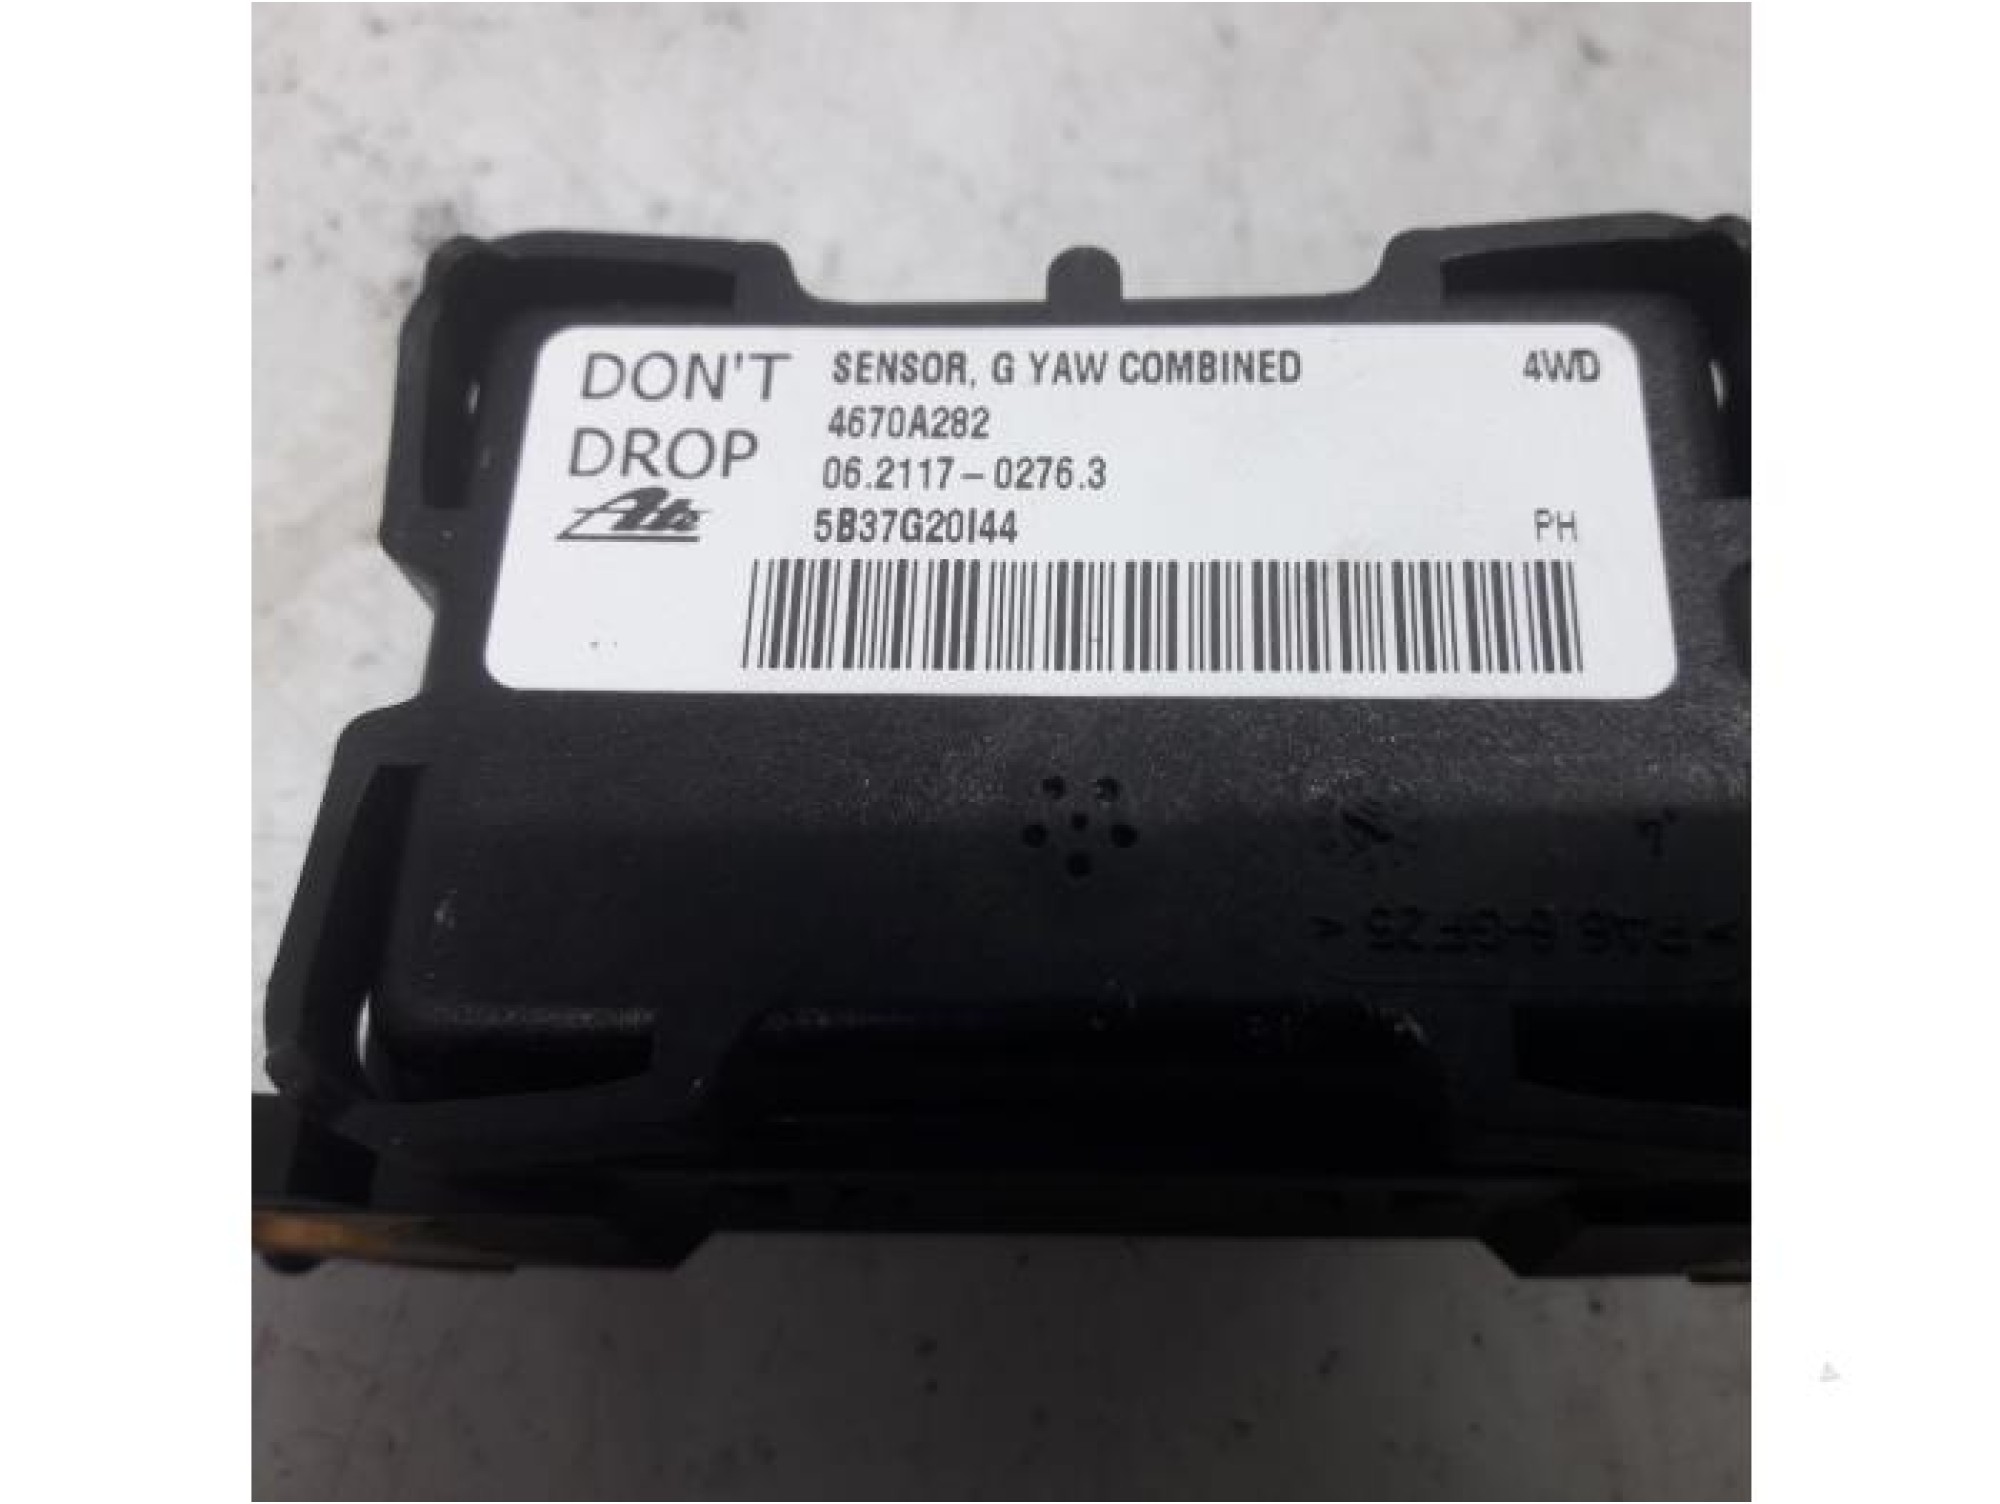 DON'T DROP
Ate
SENSOR, G YAW COMBINED 4WD
4670A282
06.2117-0276.3
5B37G20I44 PH